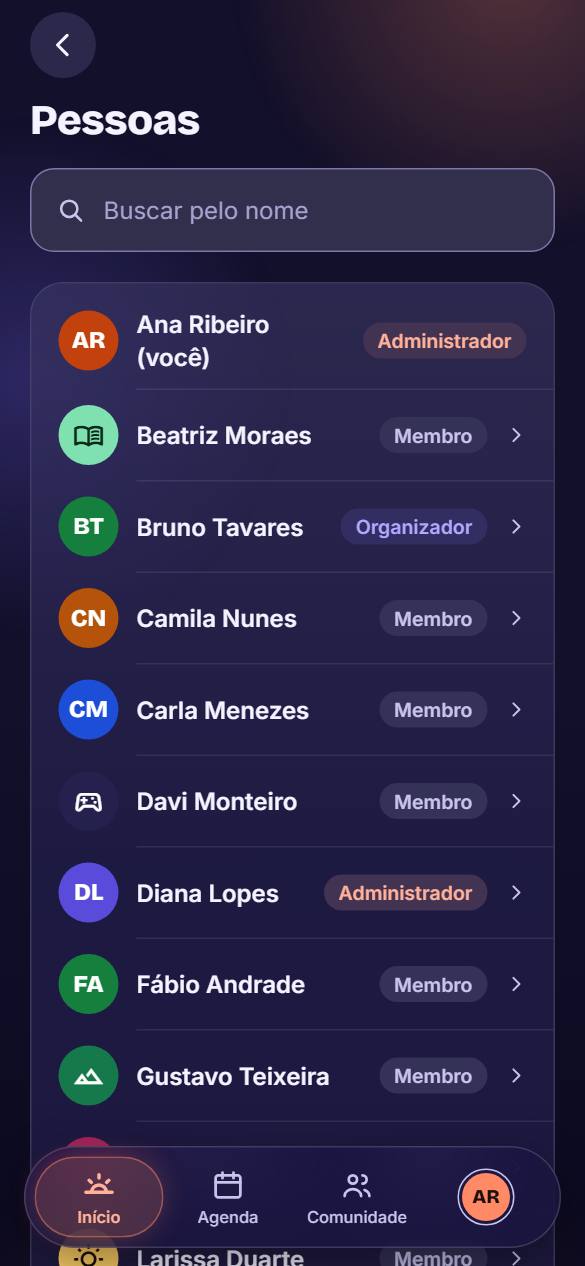 Pessoas
Buscar pelo nome
AR
Ana Ribeiro
(você)
Administrador
Beatriz Moraes
Membro
BT
Bruno Tavares
Organizador
CN
Camila Nunes
Membro
CM
Carla Menezes
Membro
Davi Monteiro
Membro
DL
Diana Lopes
Administrador
FA
Fábio Andrade
Membro
Gustavo Teixeira
Membro
Início
Agenda
Comunidade
AR
Larissa Duarte
Membro